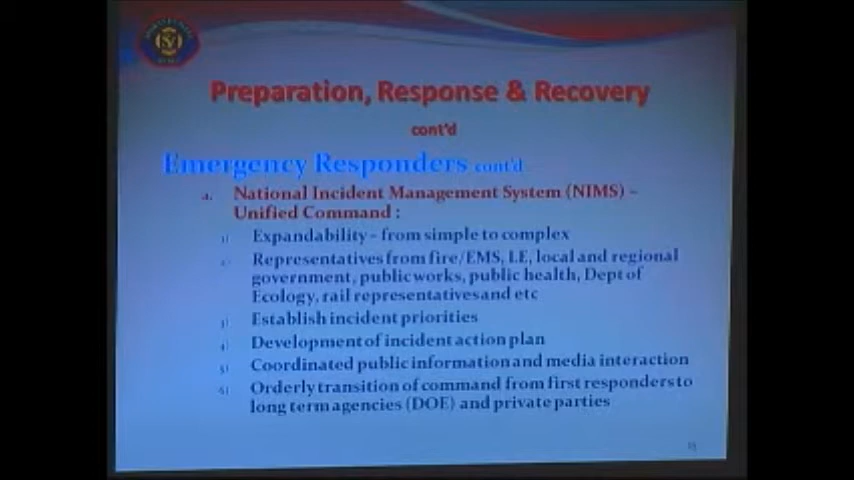 Preparation, Response & Recovery
cont'd
Emergency Responders cont'd
a. National Incident Management System (NIMS) –
Unified Command :
1) Expandability – from simple to complex
2) Representatives from fire/EMS, LE, local and regional
government, public works, public health, Dept of
Ecology, rail representatives and etc
3) Establish incident priorities
4) Development of incident action plan
5) Coordinated public information and media interaction
6) Orderly transition of command from first responders to
long term agencies (DOE) and private parties